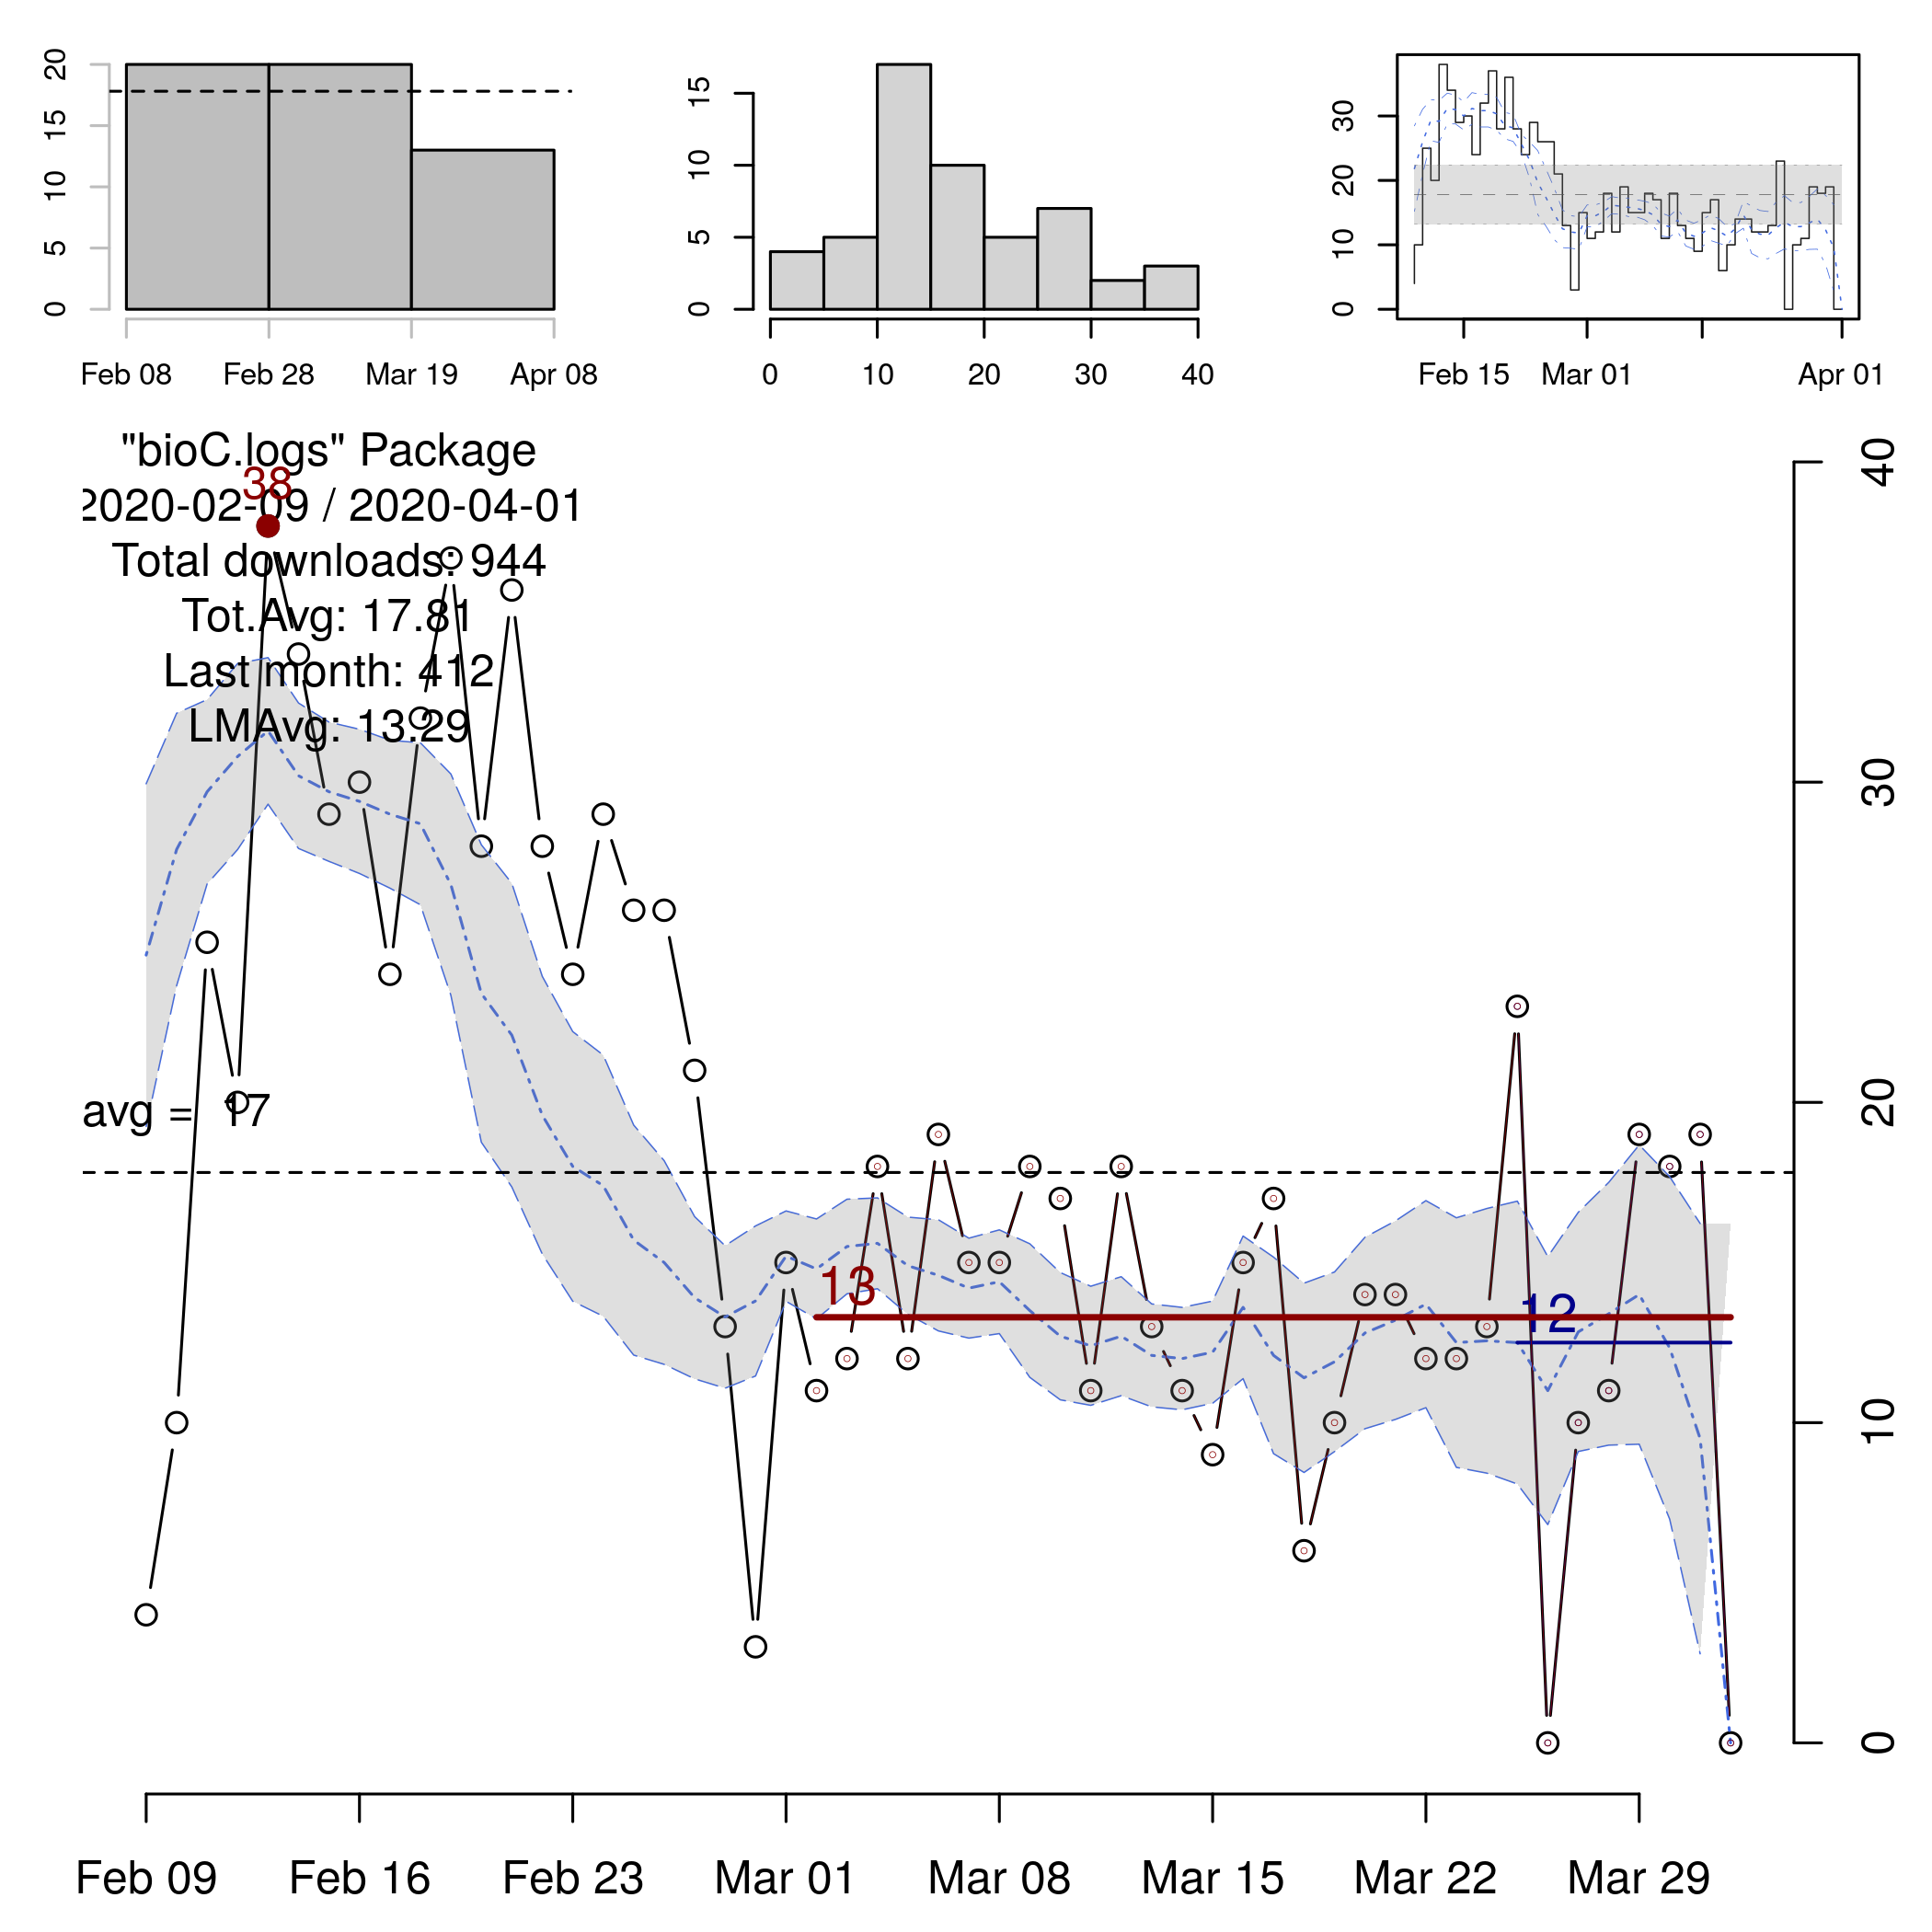 20
15
10
5
0
Feb 08 Feb 28 Mar 19 Apr 08
15
10
5
0
0 10 20 30 40
30
20
10
0
Feb 15 Mar 01 Apr 01
"bioC.logs" Package
38
2020-02-09 / 2020-04-01
Total downloads: 944
Tot.Avg: 17.81
Last month: 412
LMAvg: 13.29
avg = 17
13
12
40
30
20
10
0
Feb 09 Feb 16 Feb 23 Mar 01 Mar 08 Mar 15 Mar 22 Mar 29